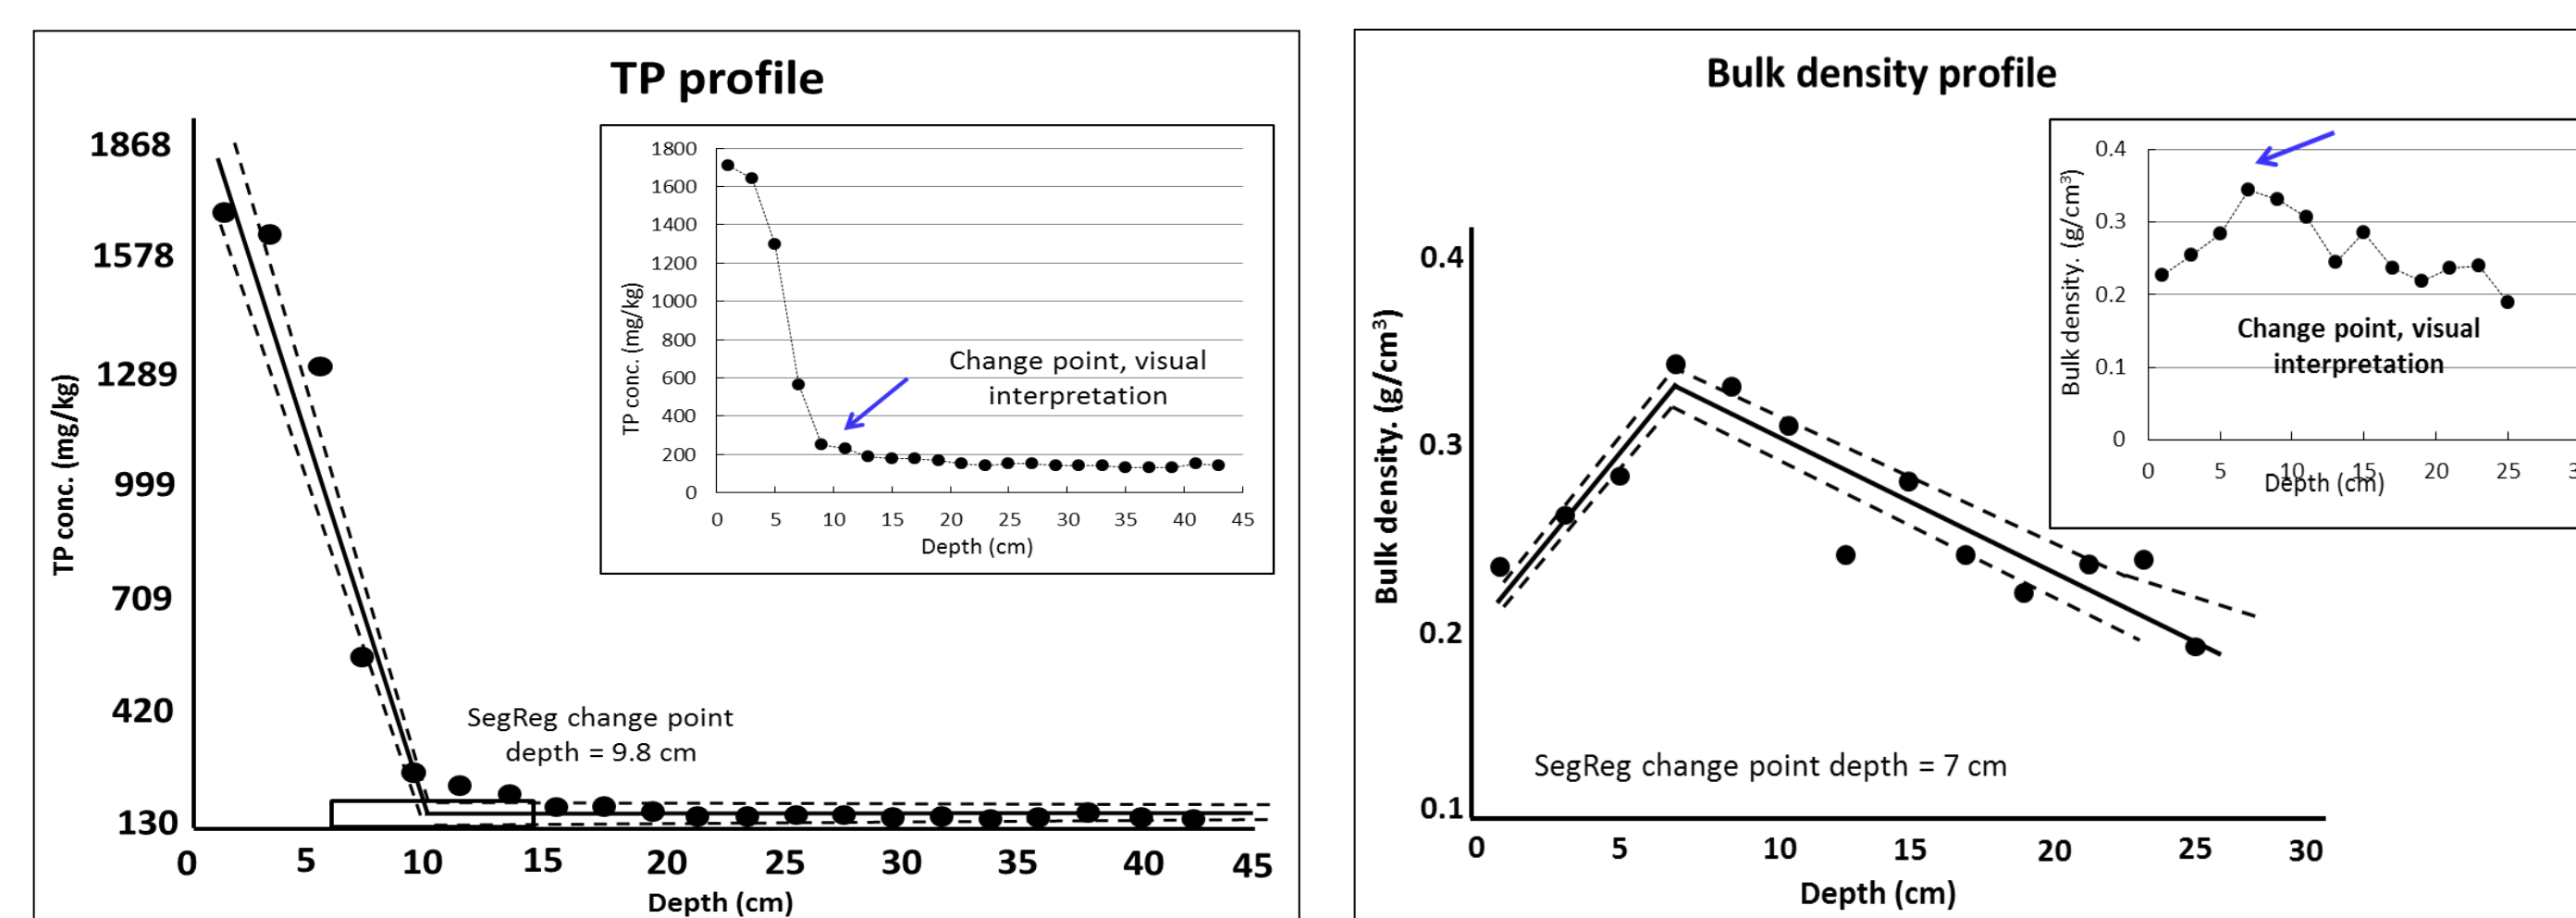 TP profile
1868
1578
1289
999
709
420
130
TP conc. (mg/kg)
0 5 10 15 20 25 30 35 40 45
Depth (cm)
SegReg change point
depth = 9.8 cm
1800
1600
1400
1200
1000
800
600
400
200
0
TP conc. (mg/kg)
Change point, visual
interpretation
0 5 10 15 20 25 30 35 40 45
Depth (cm)
Bulk density profile
0.4
0.3
0.2
0.1
Bulk density. (g/cm³)
SegReg change point depth = 7 cm
0 5 10 15 20 25 30
Depth (cm)
0.4
0.3
0.2
0.1
0
Bulk density. (g/cm³)
Change point, visual
interpretation
0 5 10 15 20 25
Depth (cm)